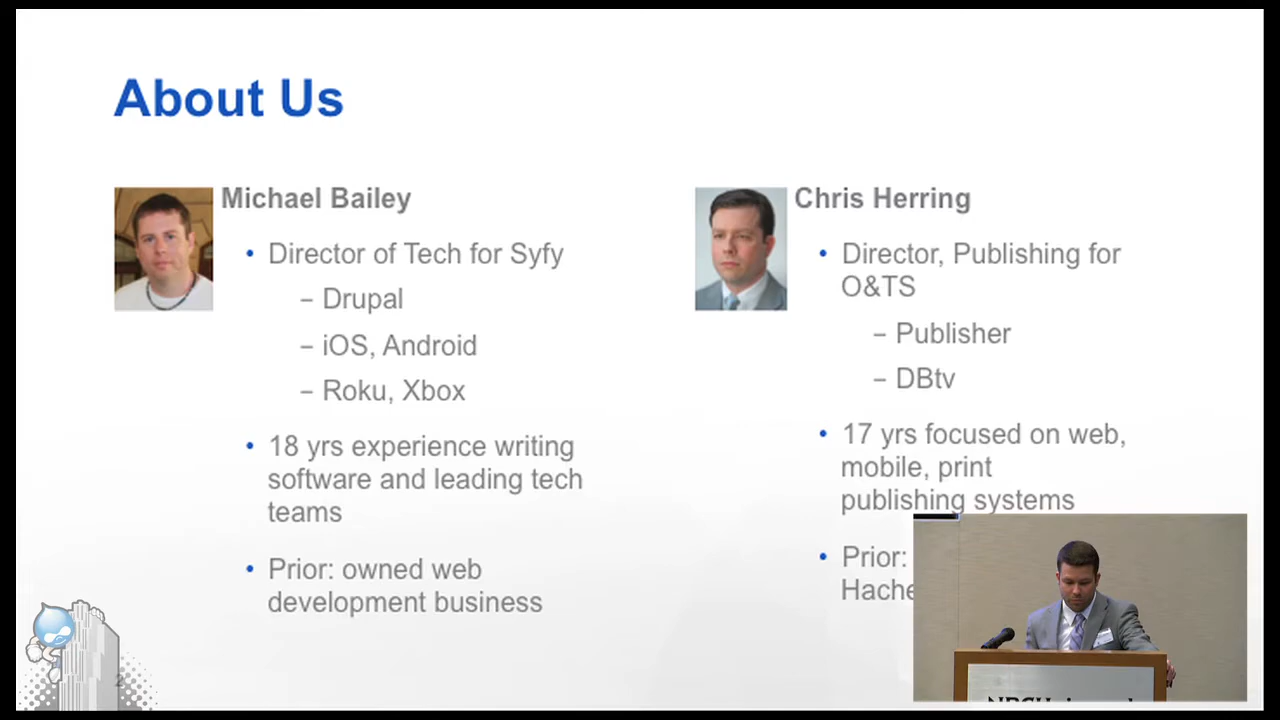 About Us
Michael Bailey
• Director of Tech for Syfy
– Drupal
– iOS, Android
– Roku, Xbox
• 18 yrs experience writing
software and leading tech
teams
• Prior: owned web
development business
Chris Herring
• Director, Publishing for
O&TS
– Publisher
– DBtv
• 17 yrs focused on web,
mobile, print
publishing systems
• Prior:
2